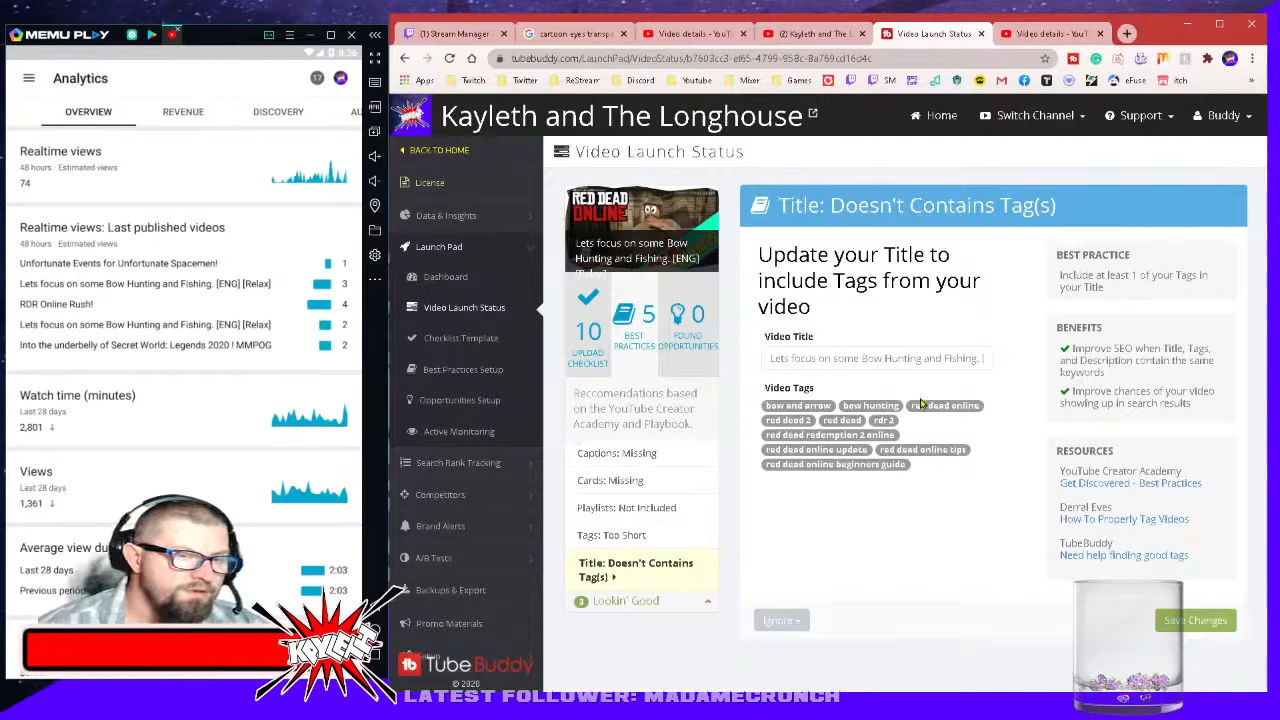 MEMU PLAY
8:36
Analytics
17
OVERVIEW
REVENUE
DISCOVERY
AU
Realtime views
48 hours · Estimated views
74
Realtime views: Last published videos
48 hours · Estimated views
Unfortunate Events for Unfortunate Spacemen! 1
Lets focus on some Bow Hunting and Fishing. [ENG] [Relax] 3
RDR Online Rush! 4
Lets focus on some Bow Hunting and Fishing. [ENG] [Relax] 2
Into the underbelly of Secret World: Legends 2020 ! MMPOG 2
Watch time (minutes)
Last 28 days
2,801 ↓
Views
Last 28 days
1,361 ↓
Average view du
Last 28 days 2:03
Previous period 2:03
KAYLETH
(1) Stream Manager -
cartoon eyes transp
Video details - YouT
(2) Kayleth and The L
Video Launch Status
Video details - YouT
tubebuddy.com/LaunchPad/VideoStatus/b7603cc3-ef65-4799-958c-8a769cd16d4c
Apps
Twitch
Twitter
ReStream
Discord
Youtube
Mixer
Games
SM
eFuse
itch
Kayleth and The Longhouse
Home
Switch Channel
Support
Buddy
BACK TO HOME
License
Data & Insights
Launch Pad
Dashboard
Video Launch Status
Checklist Template
Best Practices Setup
Opportunities Setup
Active Monitoring
Search Rank Tracking
Competitors
Brand Alerts
A/B Tests
Backups & Export
Promo Materials
TubeBuddy
© 2020
Video Launch Status
RED DEAD
ONLINE
Lets focus on some Bow
Hunting and Fishing. [ENG]
10
UPLOAD
CHECKLIST
5
BEST
PRACTICES
0
FOUND
OPPORTUNITIES
Recomendations based
on the YouTube Creator
Academy and Playbook.
Captions: Missing
Cards: Missing
Playlists: Not Included
Tags: Too Short
Title: Doesn't Contains
Tag(s)
3 Lookin' Good
Title: Doesn't Contains Tag(s)
Update your Title to
include Tags from your
video
Video Title
Lets focus on some Bow Hunting and Fishing. [
Video Tags
bow and arrow
bow hunting
red dead online
red dead 2
red dead
rdr 2
red dead redemption 2 online
red dead online update
red dead online tips
red dead online beginners guide
Ignore
Save Changes
BEST PRACTICE
Include at least 1 of your Tags in
your Title
BENEFITS
Improve SEO when Title, Tags,
and Description contain the same
keywords
Improve chances of your video
showing up in search results
RESOURCES
YouTube Creator Academy
Get Discovered - Best Practices
Derral Eves
How To Properly Tag Videos
TubeBuddy
Need help finding good tags
LATEST FOLLOWER: MADAMECRUNCH